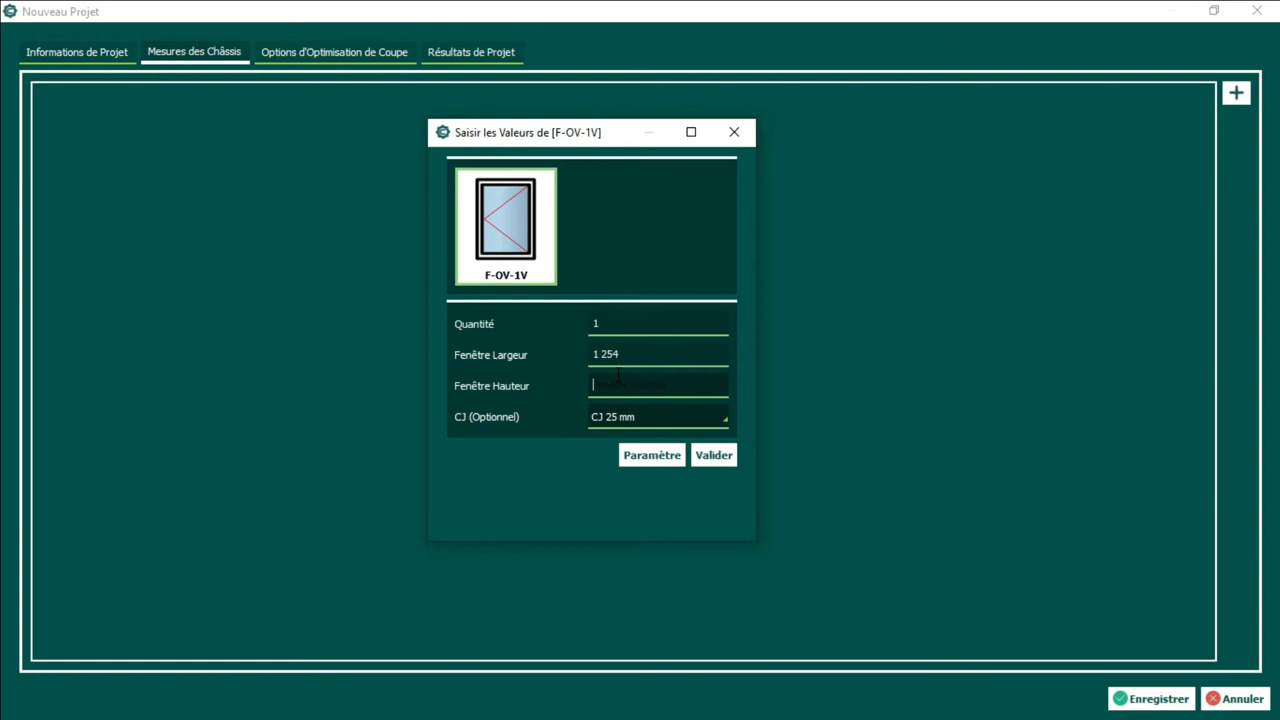 Nouveau Projet
Informations de Projet
Mesures des Châssis
Options d'Optimisation de Coupe
Résultats de Projet
Saisir les Valeurs de [F-OV-1V]
F-OV-1V
Quantité 1
Fenêtre Largeur 1 254
Fenêtre Hauteur
CJ (Optionnel) CJ 25 mm
Paramètre Valider
Enregistrer Annuler